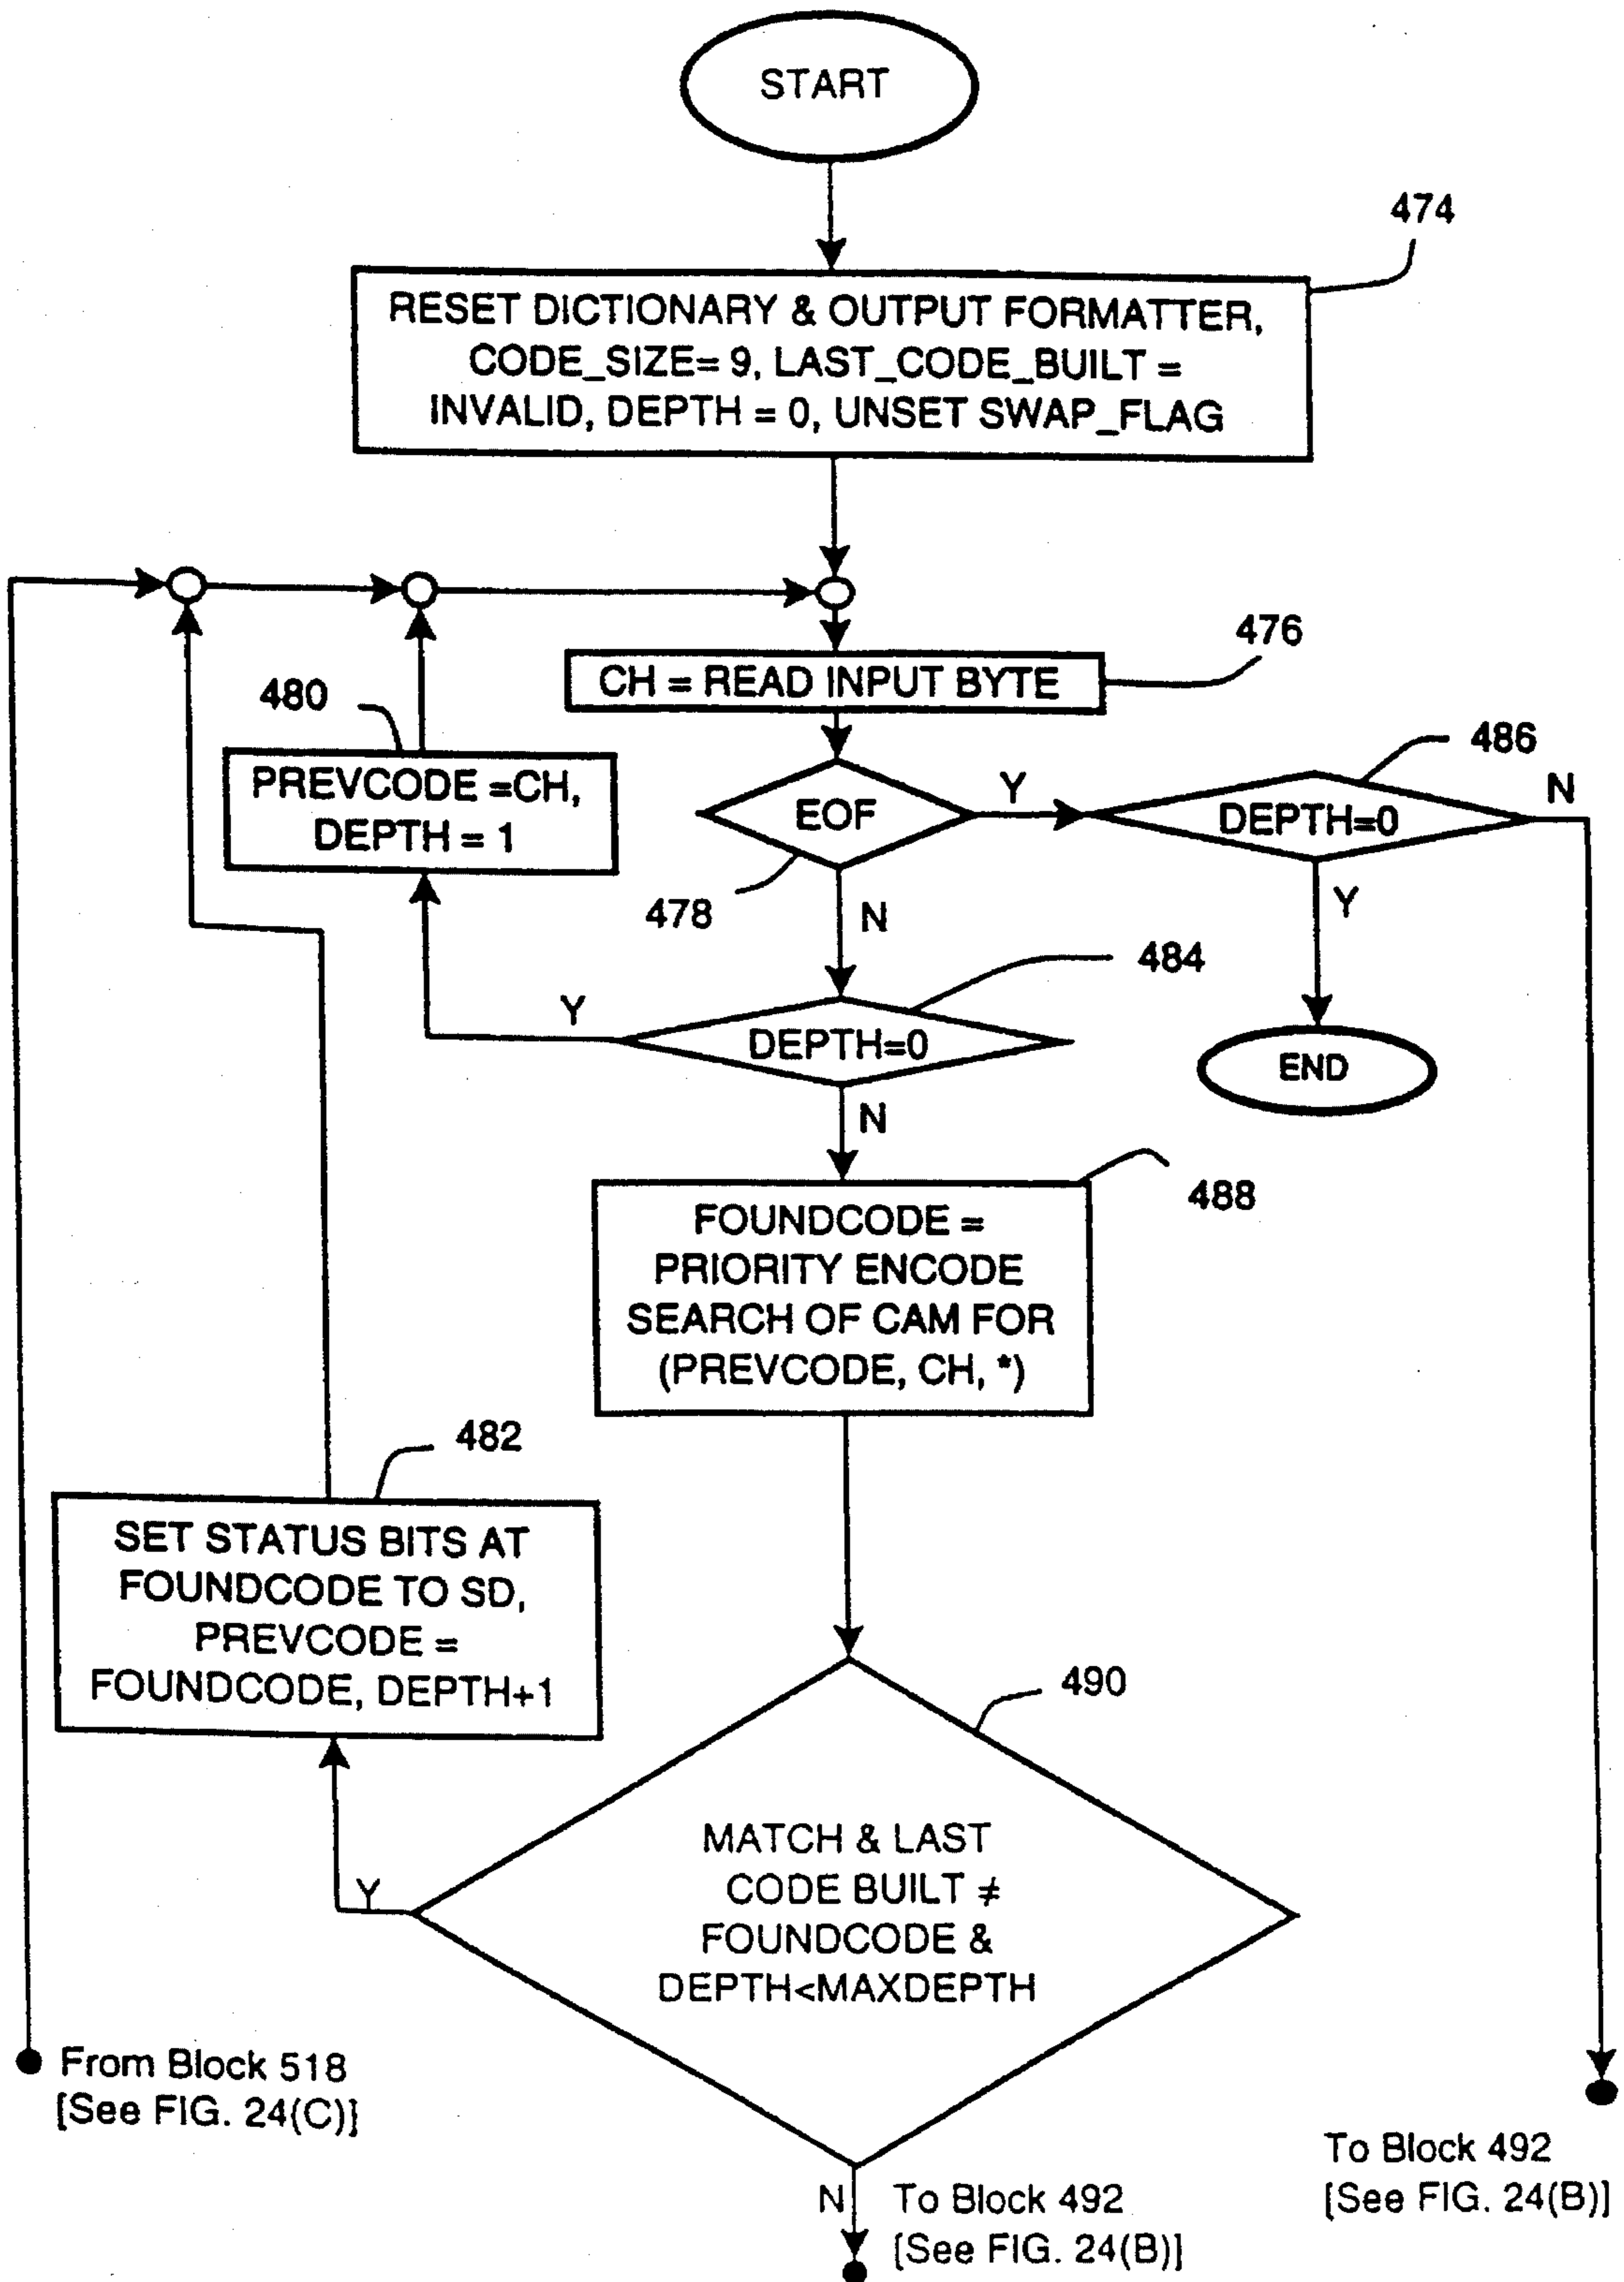 START
474
RESET DICTIONARY & OUTPUT FORMATTER,
CODE_SIZE= 9, LAST_CODE_BUILT =
INVALID, DEPTH = 0, UNSET SWAP_FLAG
476
CH = READ INPUT BYTE
480
PREVCODE =CH,
DEPTH = 1
486
EOF
Y
DEPTH=0
N
478
N
Y
484
Y
DEPTH=0
END
N
488
FOUNDCODE =
PRIORITY ENCODE
SEARCH OF CAM FOR
(PREVCODE, CH, *)
482
SET STATUS BITS AT
FOUNDCODE TO SD,
PREVCODE =
FOUNDCODE, DEPTH+1
490
MATCH & LAST
CODE BUILT ≠
FOUNDCODE &
DEPTH<MAXDEPTH
Y
From Block 518
[See FIG. 24(C)]
N
To Block 492
[See FIG. 24(B)]
To Block 492
[See FIG. 24(B)]